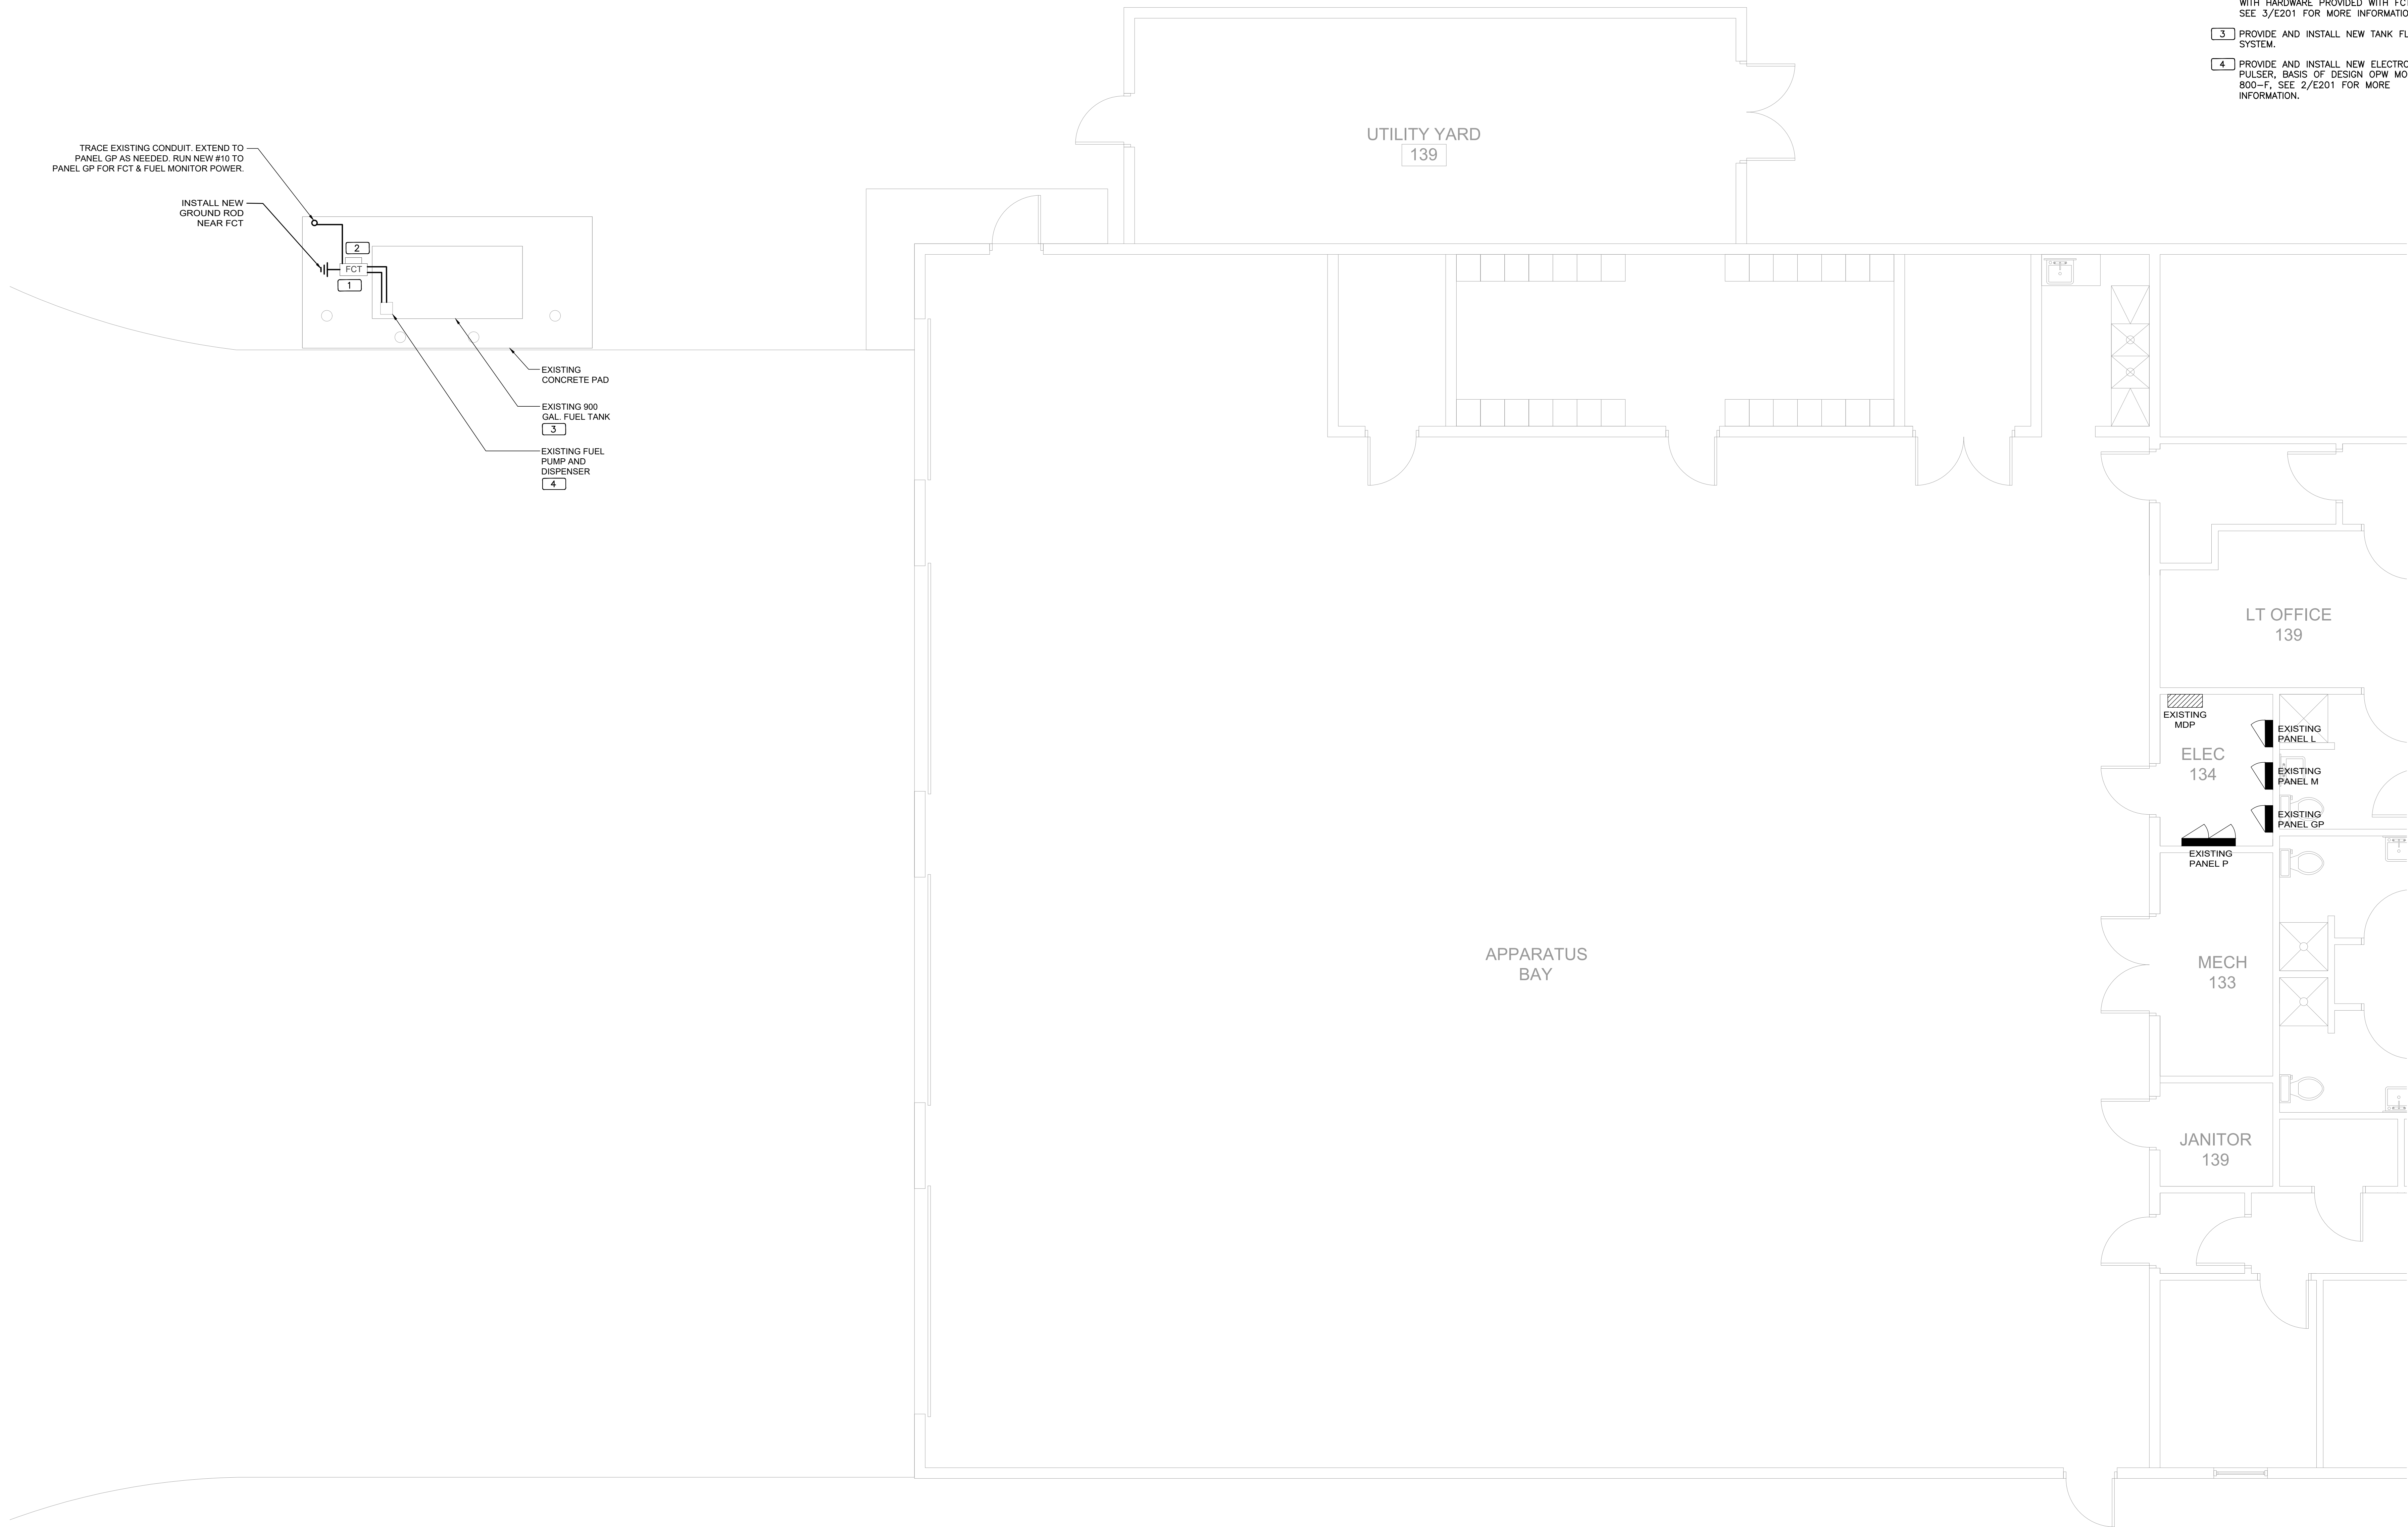 WITH HARDWARE PROVIDED WITH
SEE 3/E201 FOR MORE
3 PROVIDE AND INSTALL NEW TANK
SYSTEM.
4 PROVIDE AND INSTALL NEW
PULSER, BASIS OF DESIGN OPW
800-F, SEE 2/E201 FOR MORE
INFORMATION.
UTILITY YARD
139
TRACE EXISTING CONDUIT. EXTEND TO
PANEL GP AS NEEDED. RUN NEW #10 TO
PANEL GP FOR FCT & FUEL MONITOR POWER.
INSTALL NEW
GROUND ROD
NEAR FCT
2
FCT
1
EXISTING
CONCRETE PAD
EXISTING 900
GAL. FUEL TANK
3
EXISTING FUEL
PUMP AND
DISPENSER
4
LT OFFICE
139
EXISTING
MDP
EXISTING
PANEL L
ELEC
134
EXISTING
PANEL M
EXISTING
PANEL GP
EXISTING
PANEL P
APPARATUS
BAY
MECH
133
JANITOR
139